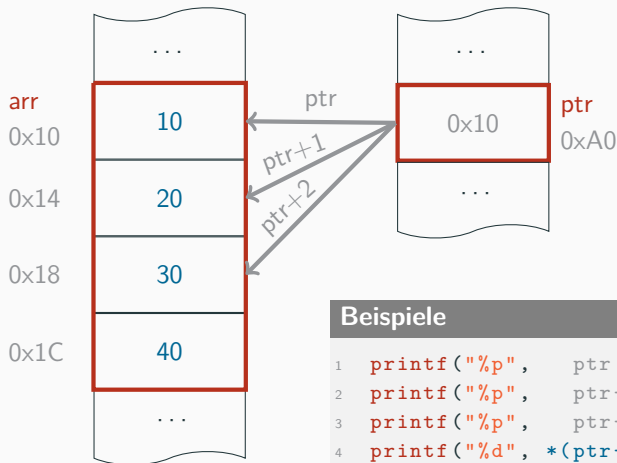 ...
...
arr
10
ptr
0x10
ptr
0x10
0xA0
ptr+1
0x14
20
...
ptr+2
0x18
30
Beispiele
0x1C
40
1 printf("%p", ptr
2 printf("%p", ptr
3 printf("%p", ptr
4 printf("%d", *(ptr
...